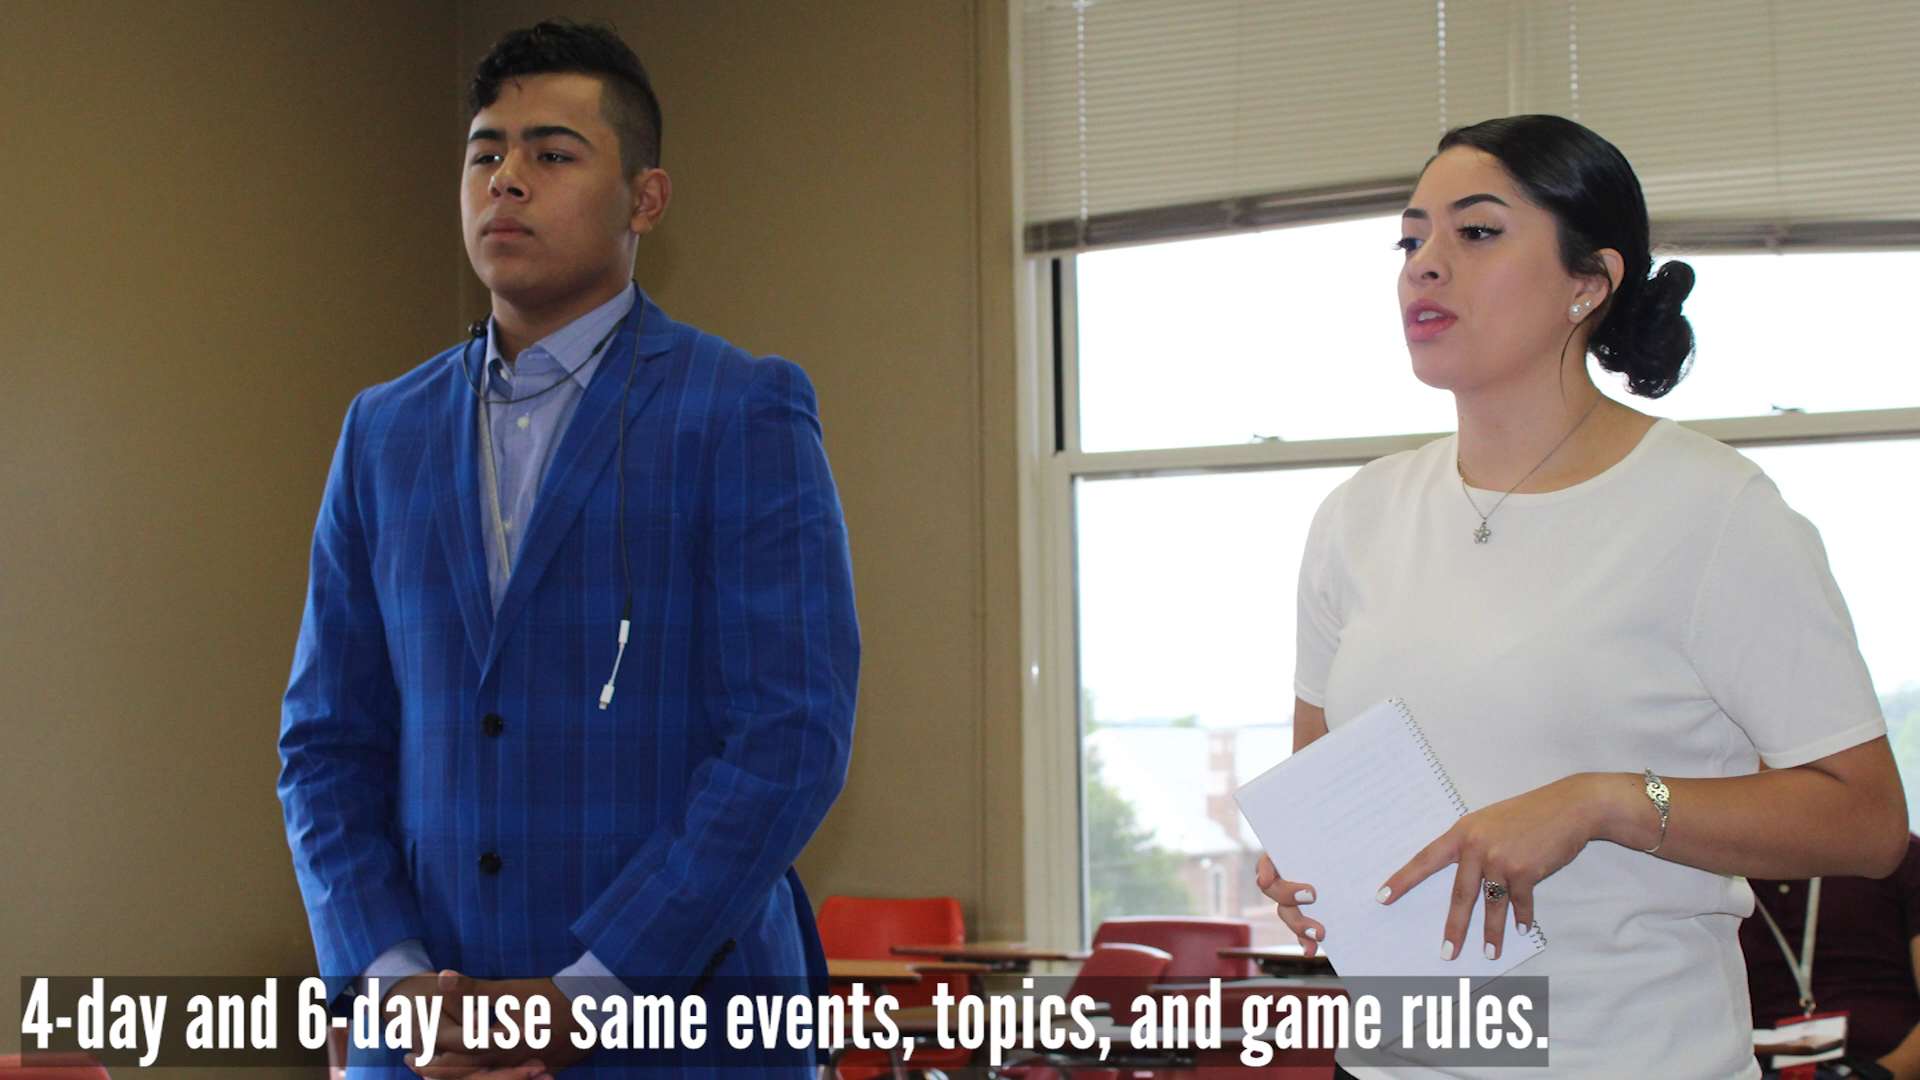 4-day and 6-day use same events, topics, and game rules.